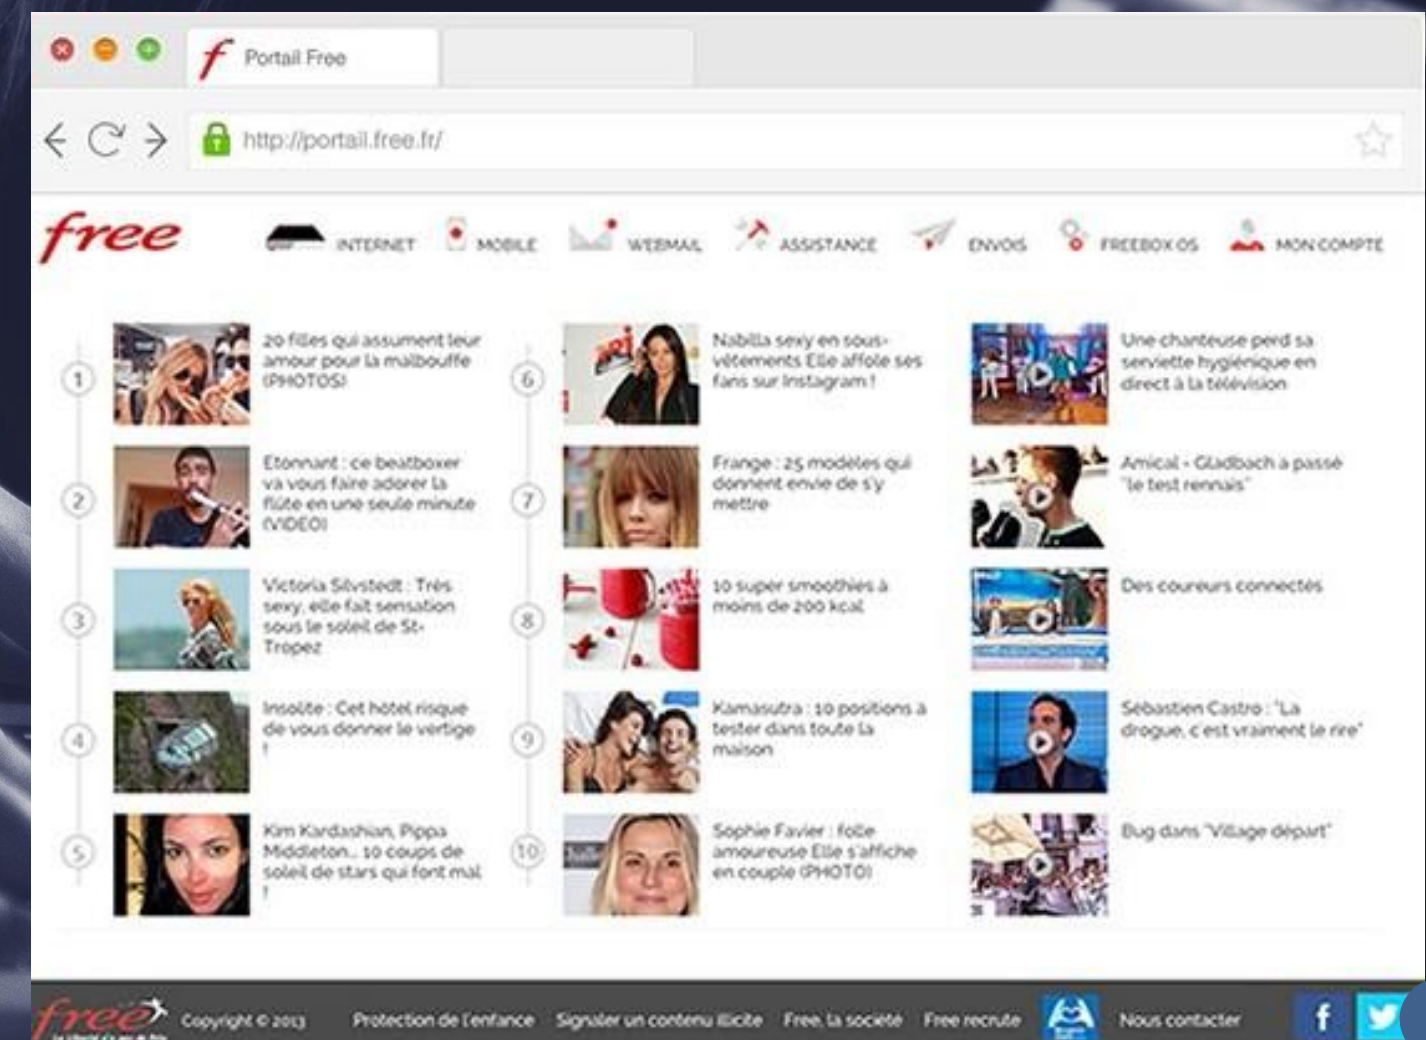 Portail Free
http://portail.free.fr/
free
INTERNET
MOBILE
WEBMAIL
ASSISTANCE
ENVOIS
FREEBOX OS
MON COMPTE
1
20 filles qui assument leur
amour pour la malbouffe
(PHOTOS)
2
Etonnant : ce beatboxer
va vous faire adorer la
flûte en une seule minute
(VIDEO)
3
Victoria Silvstedt : Très
sexy, elle fait sensation
sous le soleil de St-
Tropez
4
Insolite : Cet hôtel risque
de vous donner le vertige
!
5
Kim Kardashian, Pippa
Middleton... 10 coups de
soleil de stars qui font mal
!
6
NRJ
Nabilla sexy en sous-
vêtements Elle affole ses
fans sur Instagram !
7
Frange : 25 modèles qui
donnent envie de s'y
mettre
8
10 super smoothies à
moins de 200 kcal
9
Kamasutra : 10 positions à
tester dans toute la
maison
10
Sophie Favier : folle
amoureuse Elle s'affiche
en couple (PHOTO)
Une chanteuse perd sa
serviette hygiénique en
direct à la télévision
Amical - Gladbach a passé
"le test rennais"
Des coureurs connectés
Sébastien Castro : "La
drogue, c'est vraiment le rire"
Bug dans "Village départ"
free
Copyright © 2013
Protection de l'enfance
Signaler un contenu illicite
Free, la société
Free recrute
Nous contacter
f